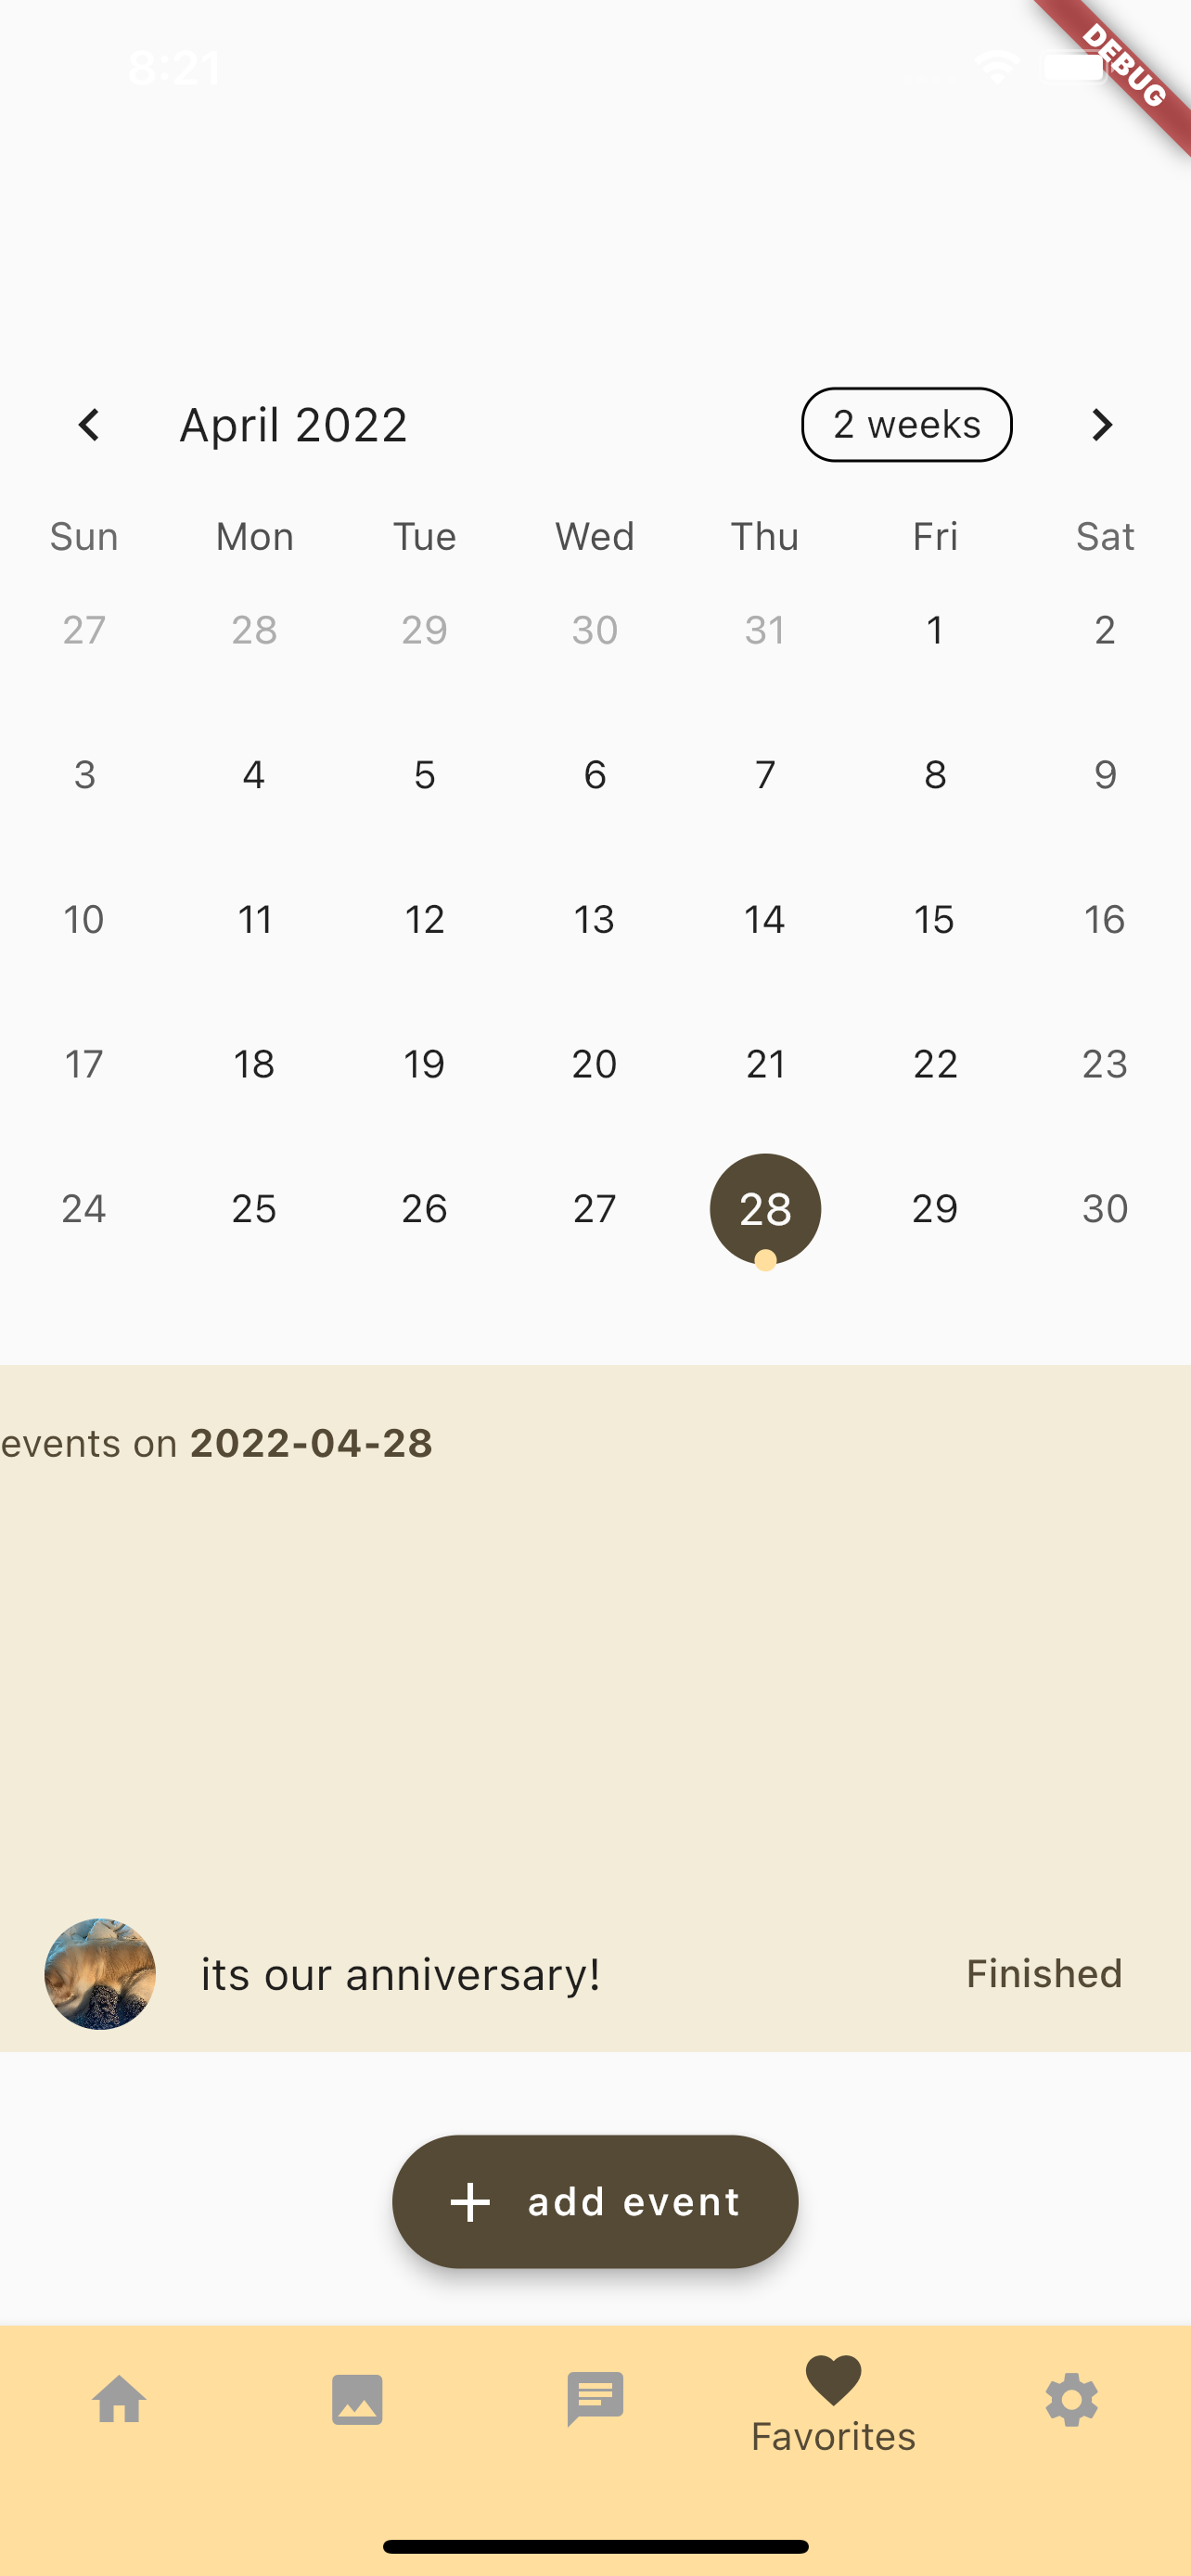 8:21
DEBUG
April 2022
2 weeks
Sun Mon Tue Wed Thu Fri Sat
27 28 29 30 31 1 2
3 4 5 6 7 8 9
10 11 12 13 14 15 16
17 18 19 20 21 22 23
24 25 26 27 28 29 30
events on 2022-04-28
its our anniversary! Finished
+ add event
Favorites